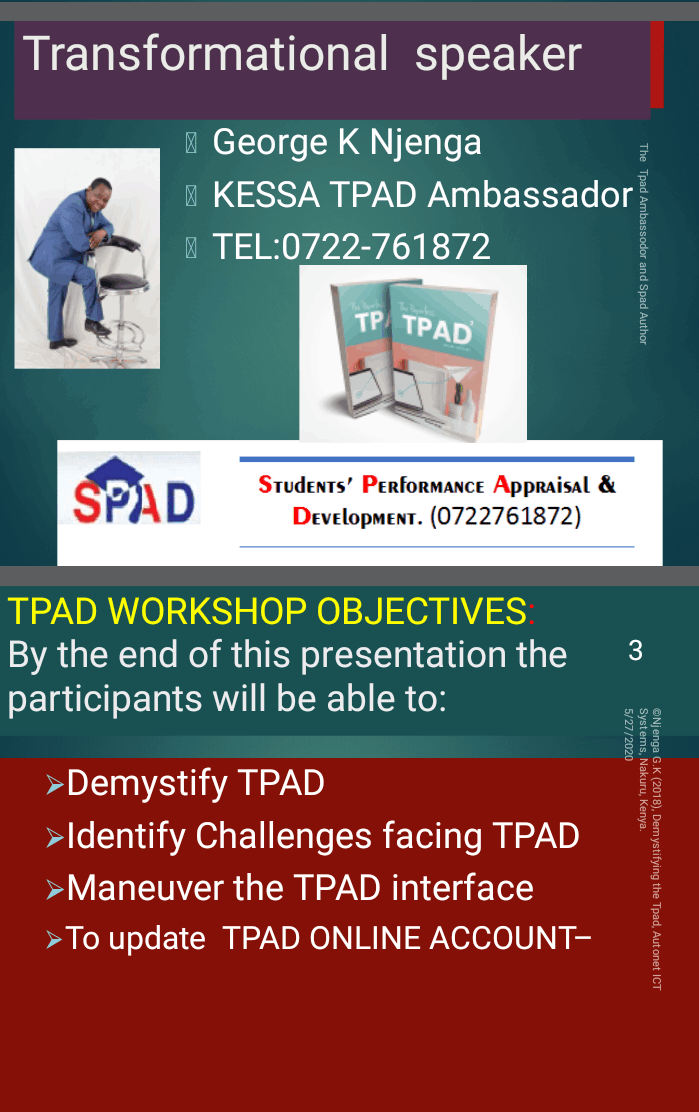 Transformational  speaker
George K Njenga
KESSA TPAD Ambassador
TEL:0722-761872
The Tpad Ambassodor and Spad Author
TPAD
SPAD
Students' Performance Appraisal &
Development. (0722761872)
TPAD WORKSHOP OBJECTIVES:
By the end of this presentation the
participants will be able to:
3
©Njenga G.K (2018), Demystifying the Tpad, Autonet ICT
Systems, Nakuru, Kenya.
5/27/2020
➢Demystify TPAD
➢Identify Challenges facing TPAD
➢Maneuver the TPAD interface
➢To update  TPAD ONLINE ACCOUNT–